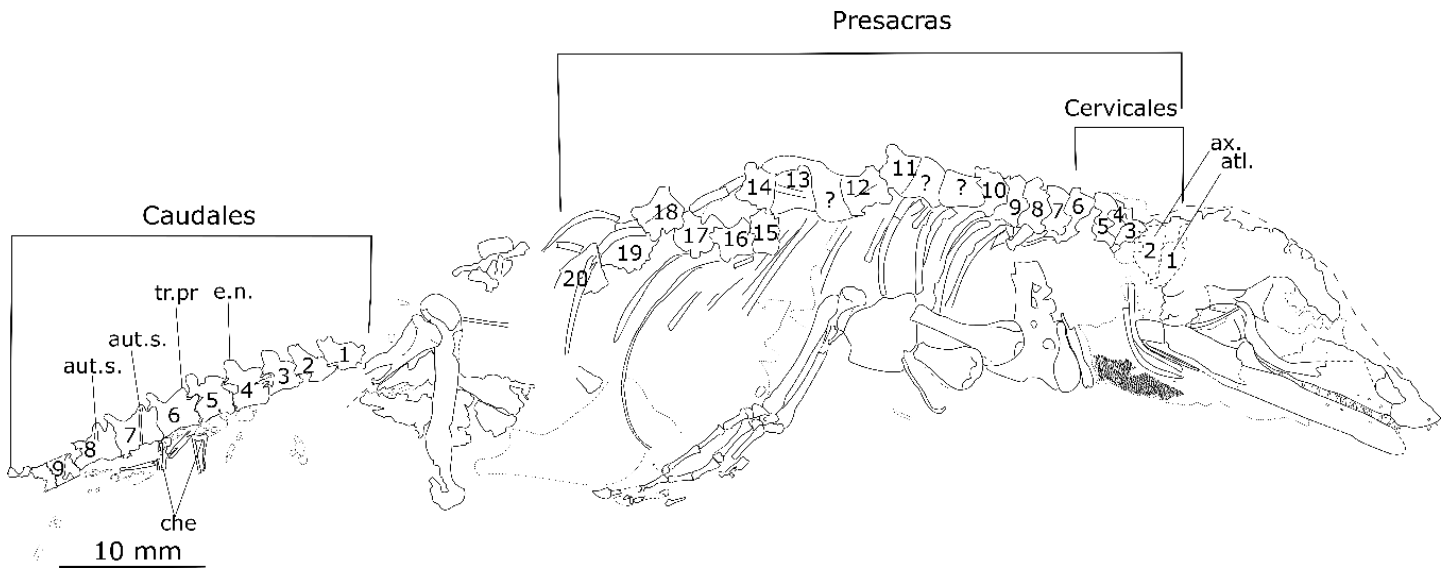 Presacras
Cervicales
ax.
atl.
Caudales
tr.pr e.n.
aut.s.
aut.s.
1 2 3 4 5 6 7 8 9 10 ? ? 11 12 ? 13 14
15 16 17 18 19 20
1 2 3 4 5 6 7 8 9
che
10 mm